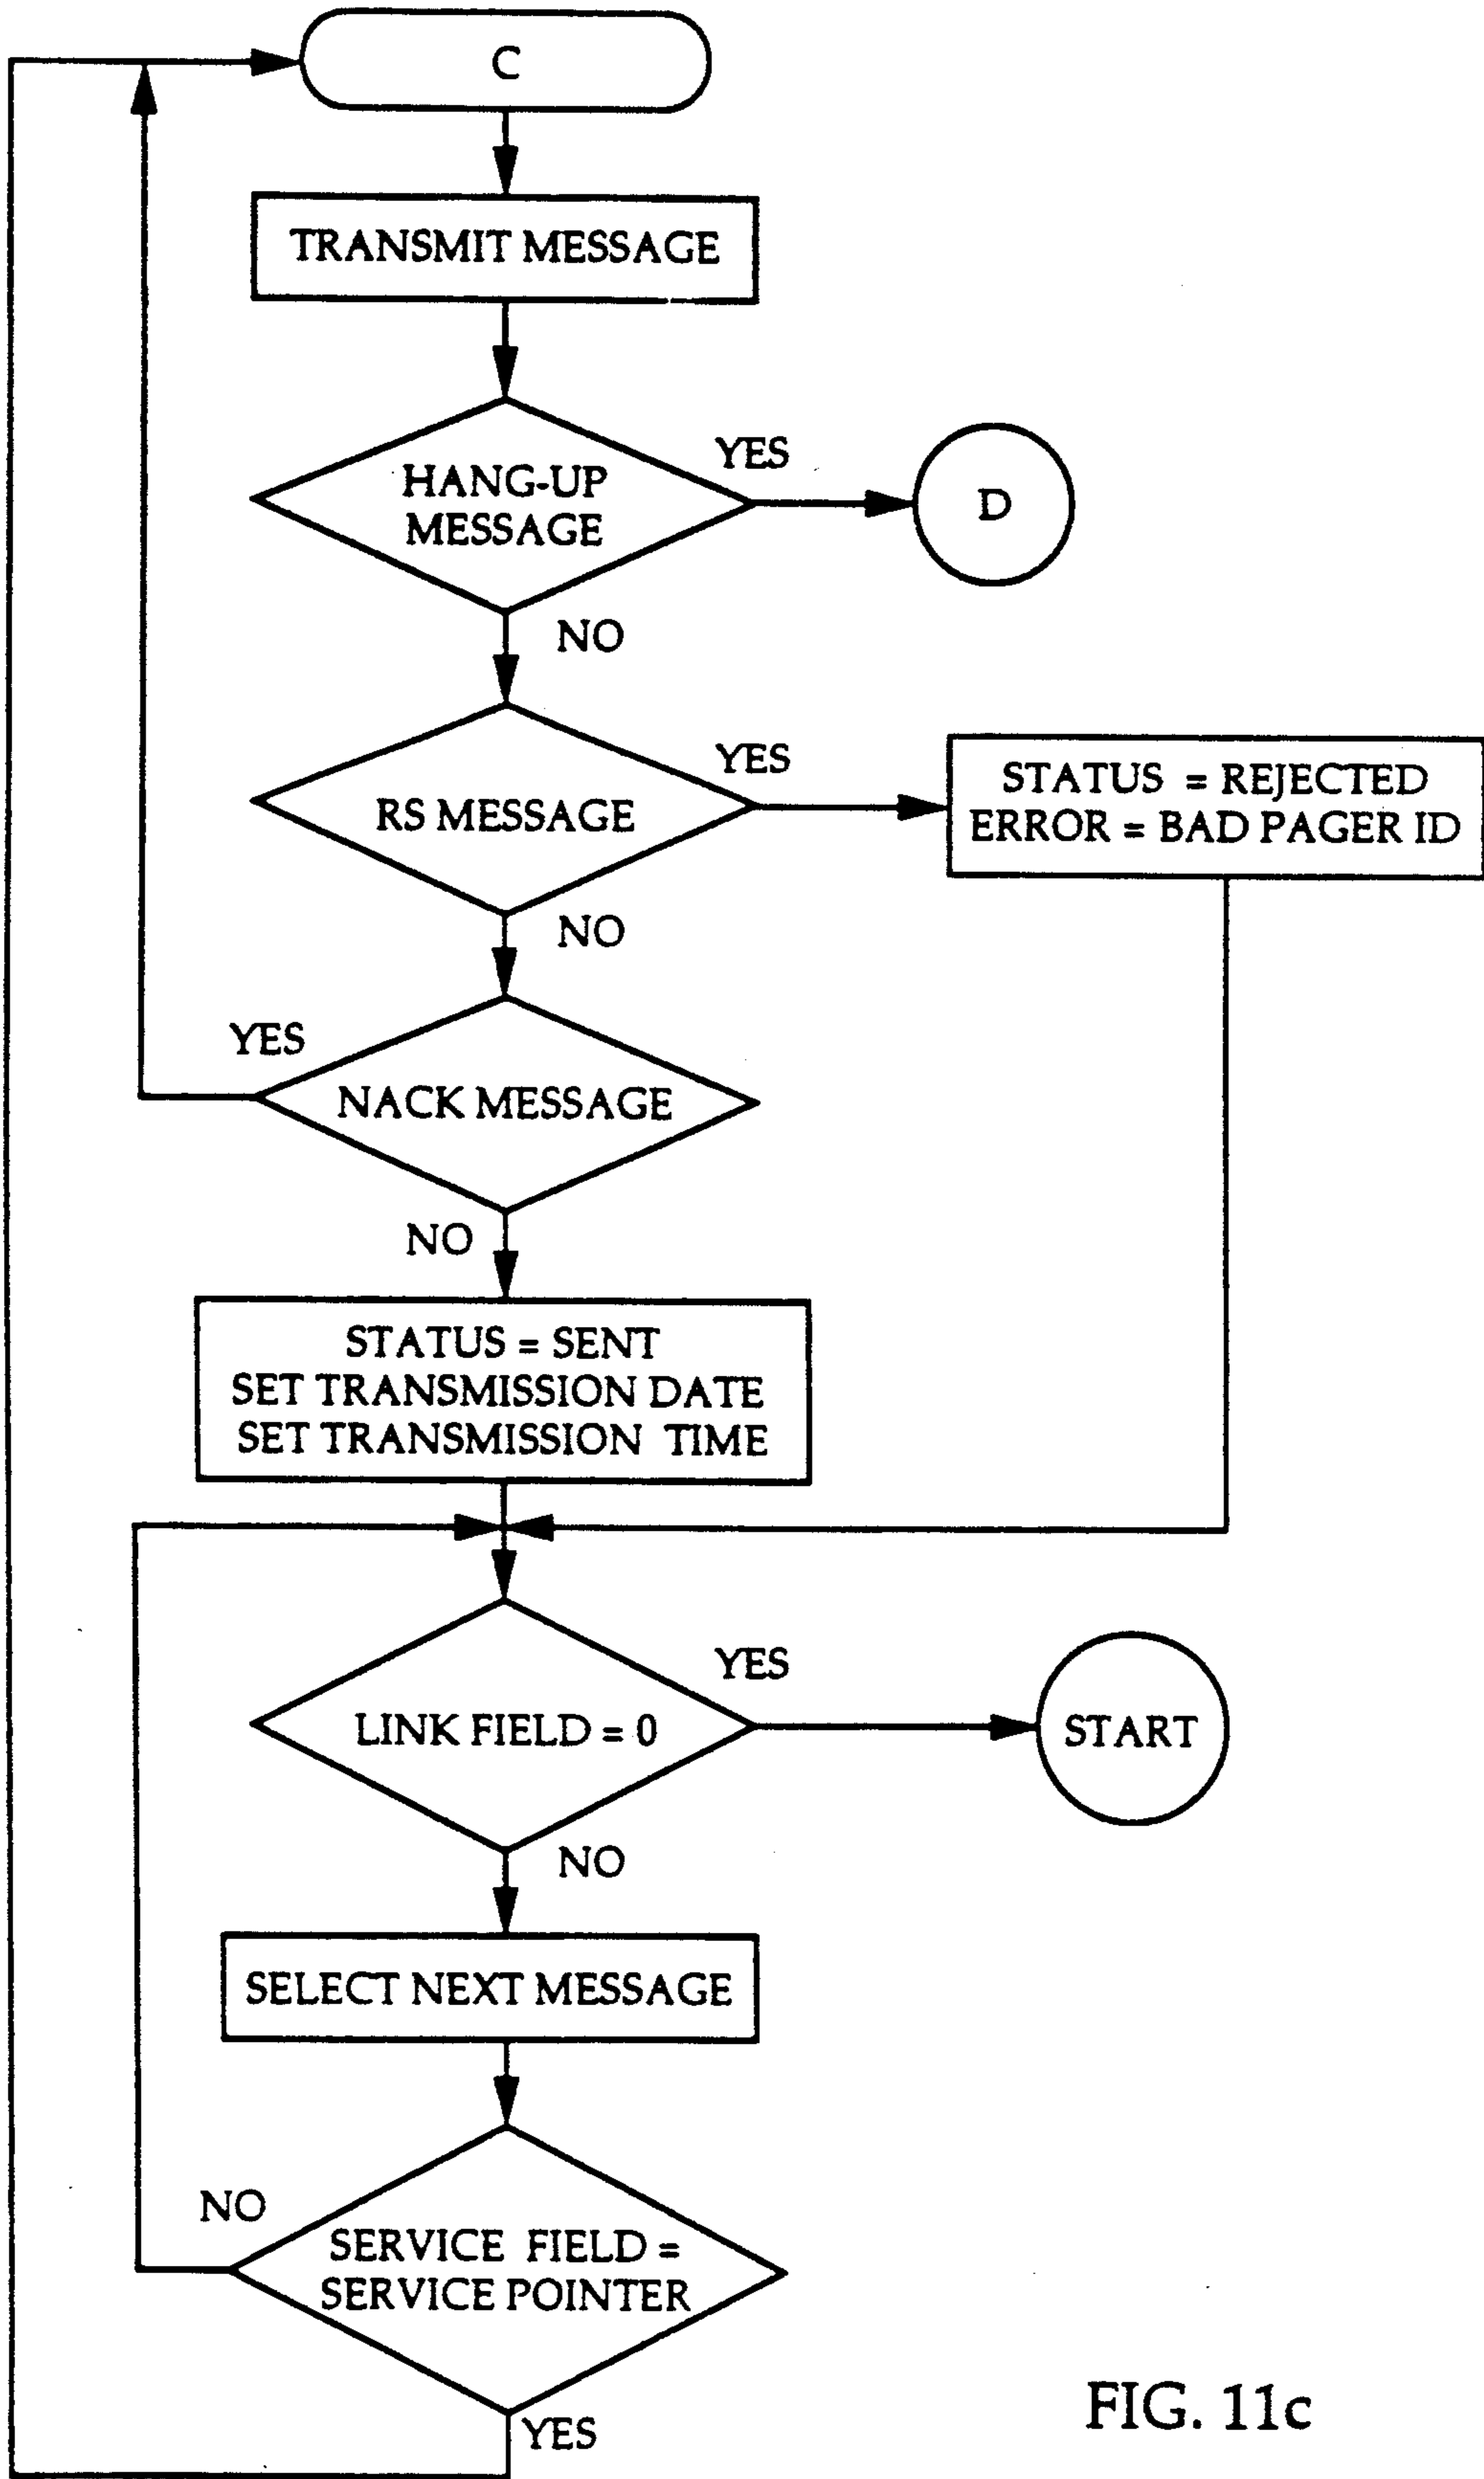 C
TRANSMIT MESSAGE
HANG-UP
MESSAGE
YES
D
NO
RS MESSAGE
YES
STATUS = REJECTED
ERROR = BAD PAGER ID
NO
YES
NACK MESSAGE
NO
STATUS = SENT
SET TRANSMISSION DATE
SET TRANSMISSION TIME
LINK FIELD = 0
YES
START
NO
SELECT NEXT MESSAGE
NO
SERVICE FIELD =
SERVICE POINTER
YES
FIG. 11c